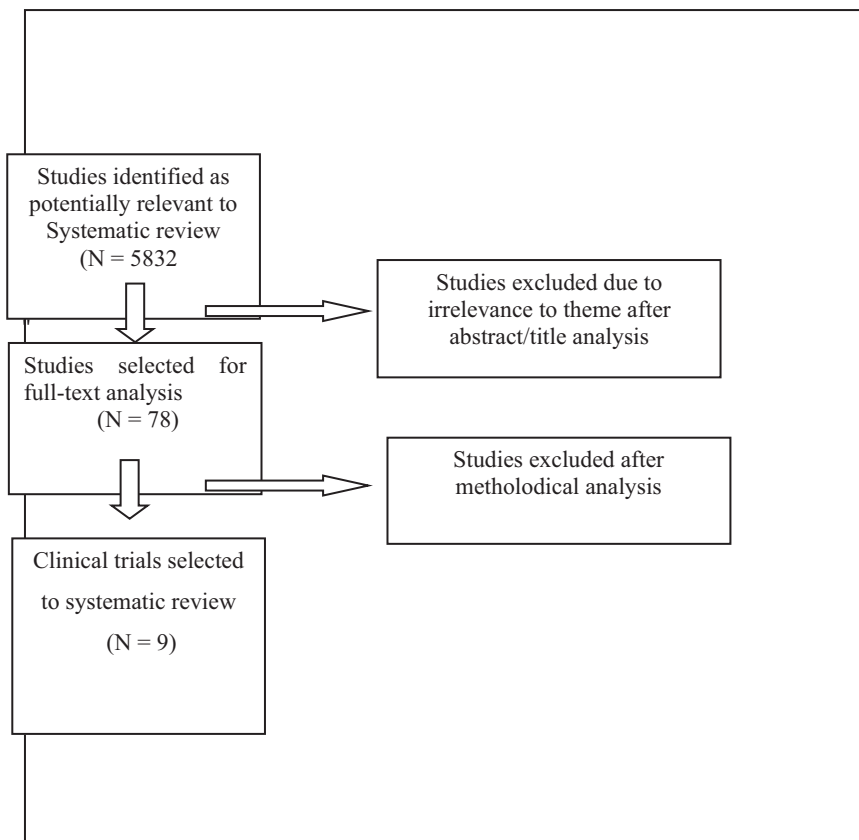 Studies identified as
potentially relevant to
Systematic review
(N = 5832
Studies excluded due to
irrelevance to theme after
abstract/title analysis
Studies selected for
full-text analysis
(N = 78)
Studies excluded after
metholodical analysis
Clinical trials selected
to systematic review
(N = 9)